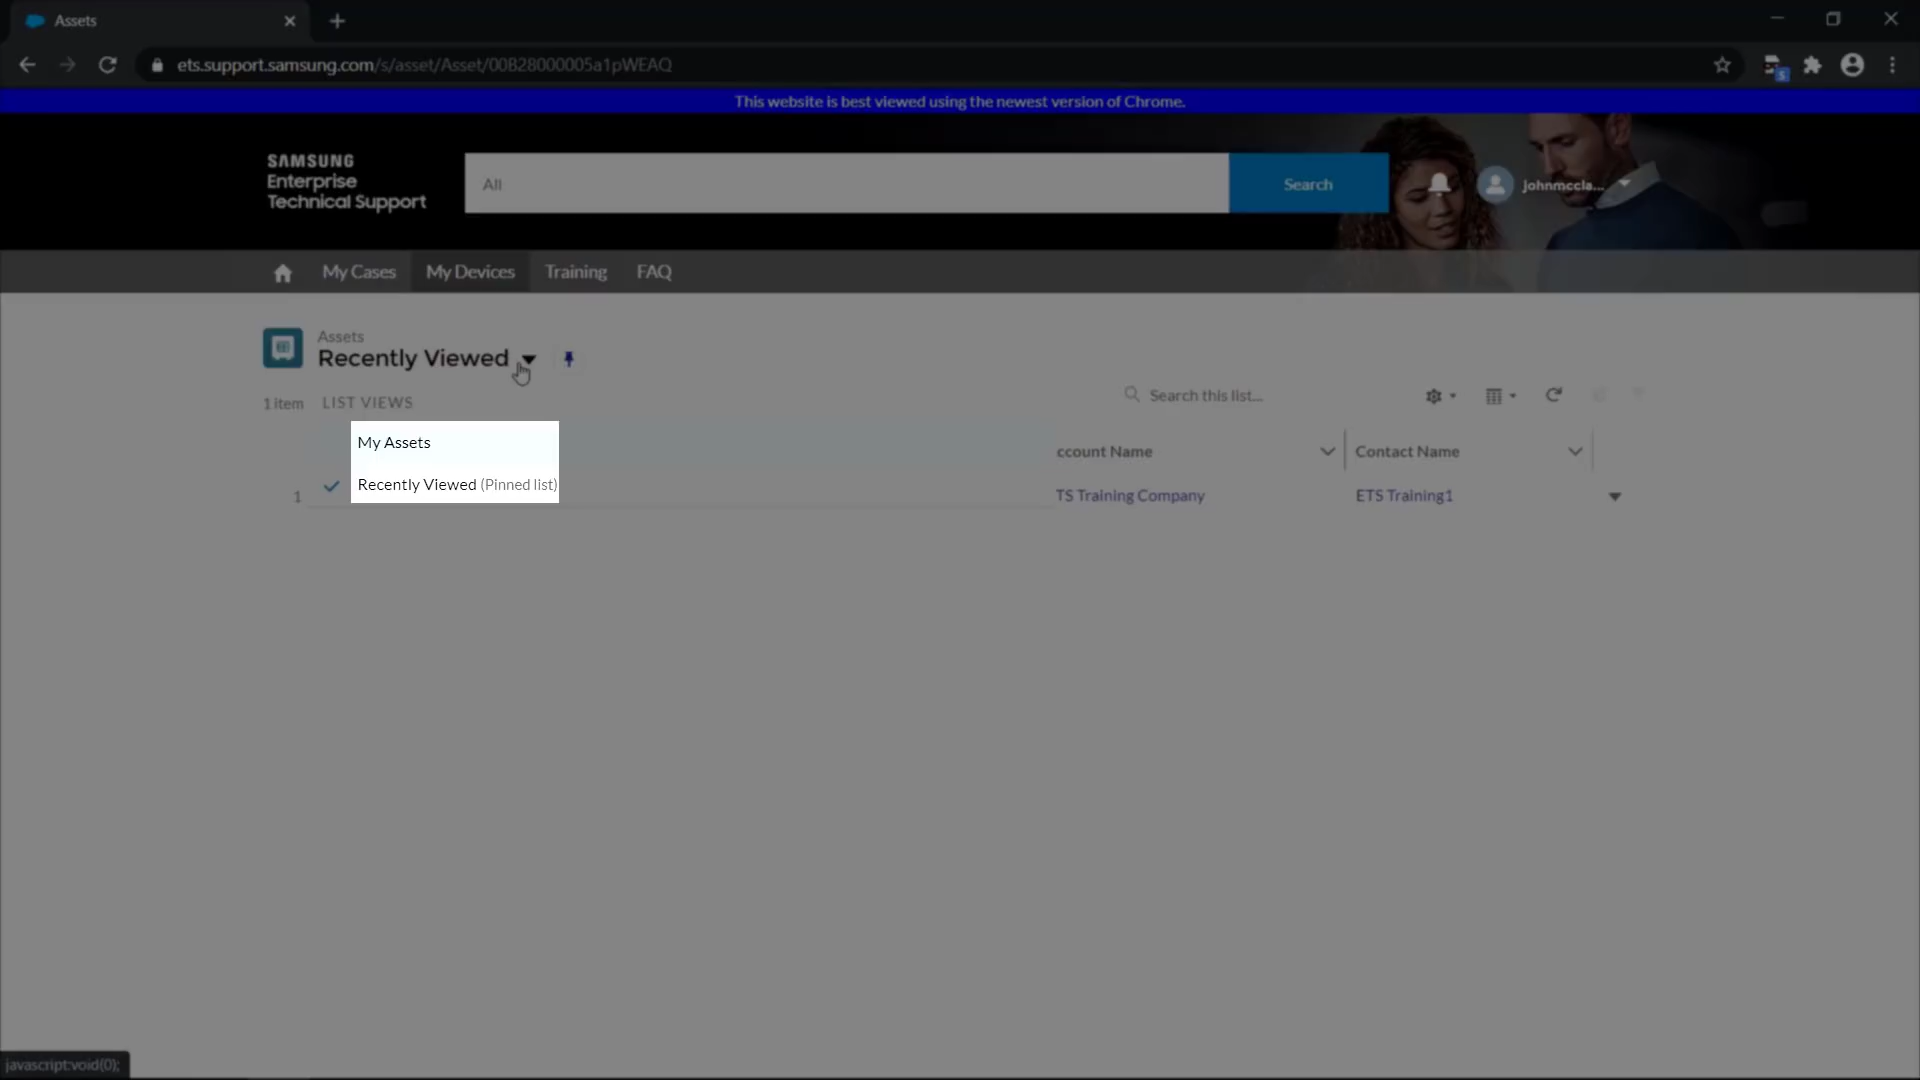 Assets
ets.support.samsung.com/s/asset/Asset/00B28000005a1pWEAQ
This website is best viewed using the newest version of Chrome.
SAMSUNG
Enterprise
Technical Support
All
Search
johnmccla...
My Cases
My Devices
Training
FAQ
Assets
Recently Viewed
1 item
LIST VIEWS
Search this list...
My Assets
ccount Name
Contact Name
Recently Viewed (Pinned list)
1
TS Training Company
ETS Training1
javascript:void(0);